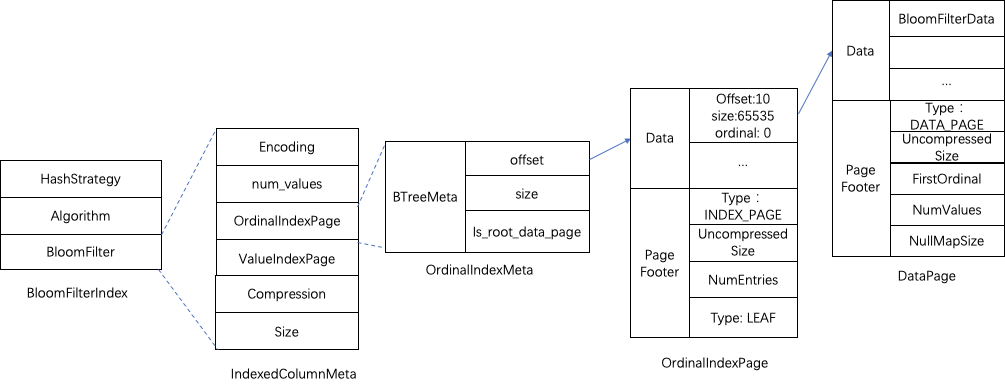 HashStrategy
Algorithm
BloomFilter
BloomFilterIndex
Encoding
num_values
OrdinalIndexPage
ValueIndexPage
Compression
Size
IndexedColumnMeta
BTreeMeta
offset
size
Is_root_data_page
OrdinalIndexMeta
Data
Offset:10
size:65535
ordinal: 0
...
Page
Footer
Type：
INDEX_PAGE
Uncompressed
Size
NumEntries
Type: LEAF
OrdinalIndexPage
Data
BloomFilterData
...
Page
Footer
Type：
DATA_PAGE
Uncompressed
Size
FirstOrdinal
NumValues
NullMapSize
DataPage